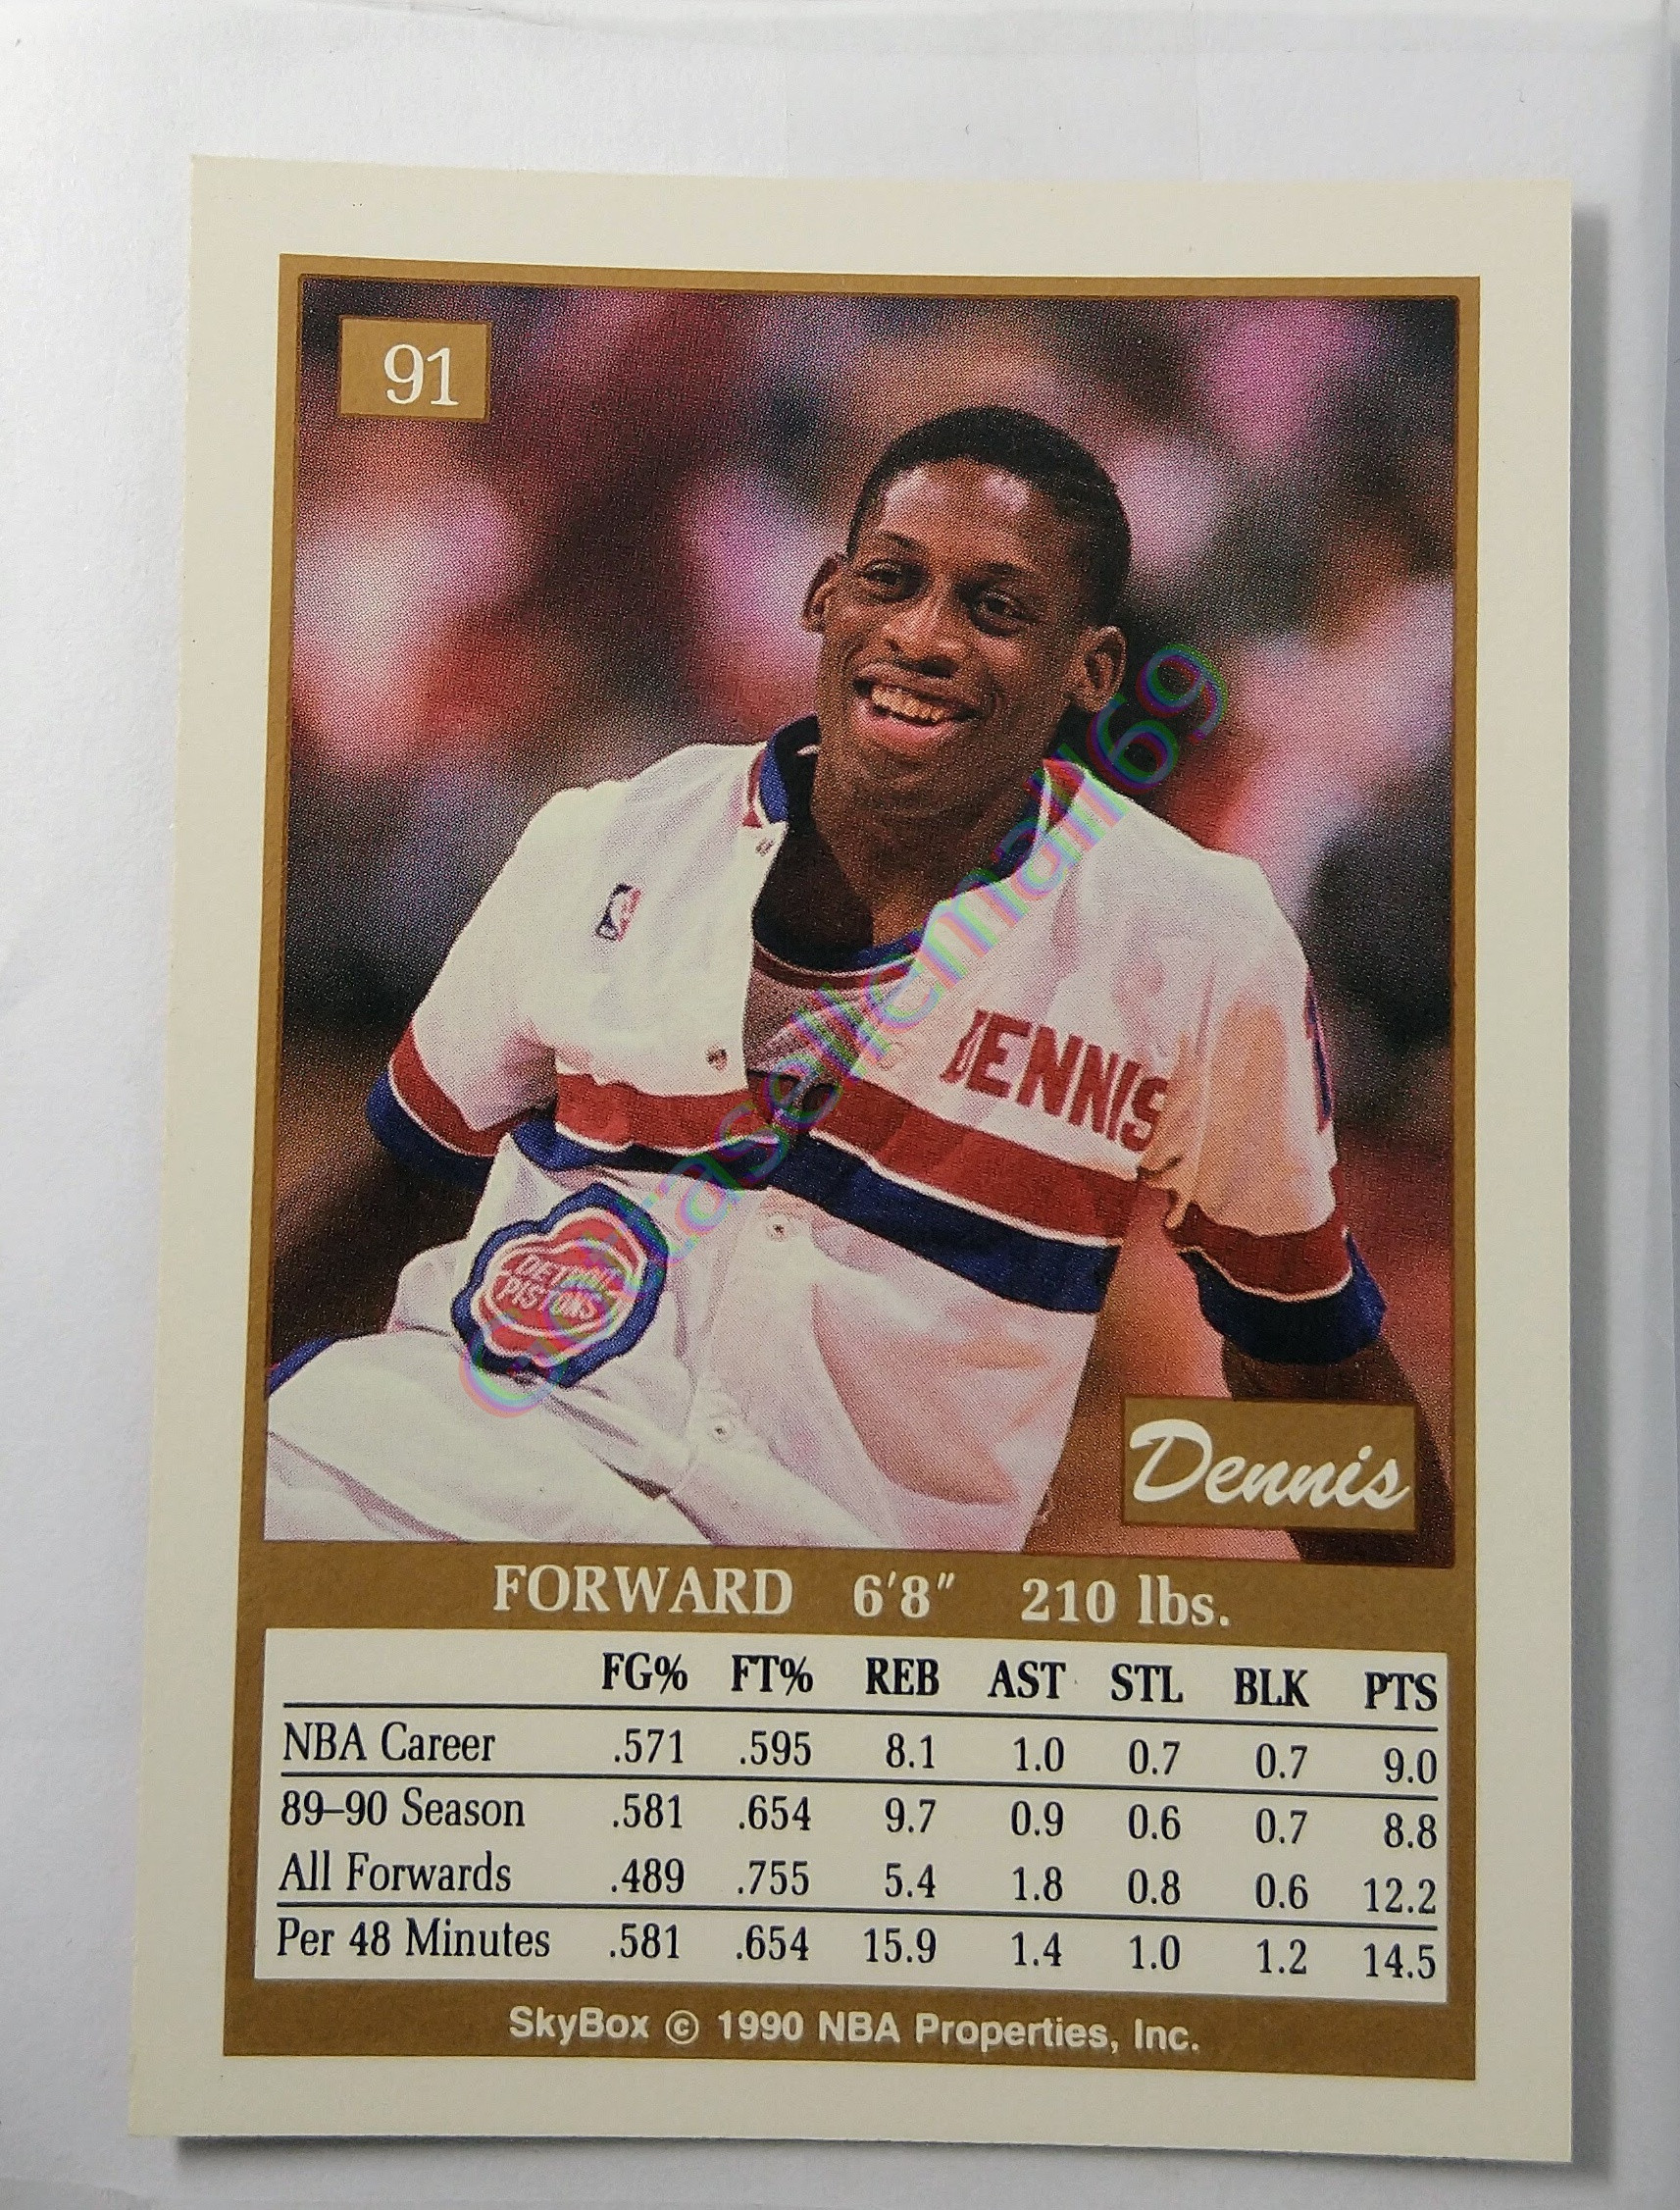 91
DENNIS
DETROIT
PISTONS
Dennis
FORWARD 6'8" 210 lbs.
FG% FT% REB AST STL BLK PTS
NBA Career .571 .595 8.1 1.0 0.7 0.7 9.0
89–90 Season .581 .654 9.7 0.9 0.6 0.7 8.8
All Forwards .489 .755 5.4 1.8 0.8 0.6 12.2
Per 48 Minutes .581 .654 15.9 1.4 1.0 1.2 14.5
SkyBox © 1990 NBA Properties, Inc.